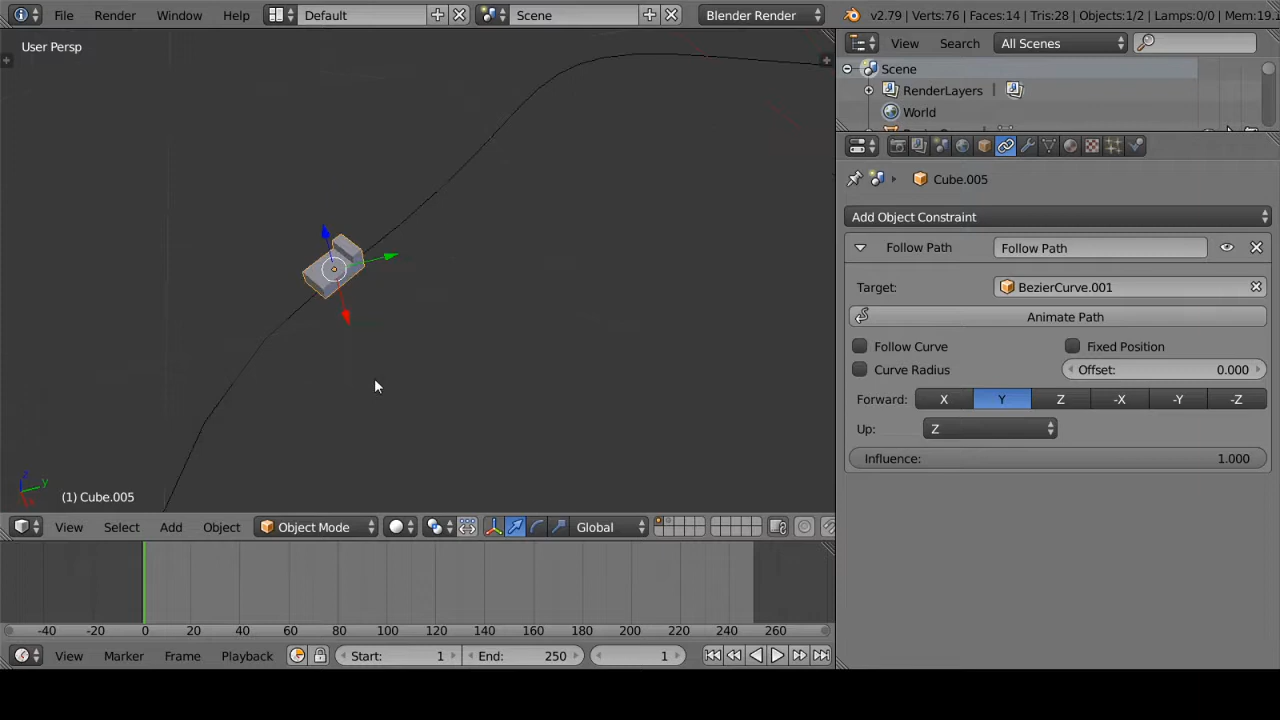 File Render Window Help Default Scene Blender Render v2.79 | Verts:76 | Faces:14 | Tris:28 | Objects:1/2 | Lamps:0/0 | Mem:19.
User Persp
View Search All Scenes
Scene
RenderLayers
World
Cube.005
Add Object Constraint
Follow Path Follow Path
Target: BezierCurve.001
Animate Path
Follow Curve Fixed Position
Curve Radius Offset: 0.000
Forward: X Y Z -X -Y -Z
Up: Z
Influence: 1.000
z y
(1) Cube.005
View Select Add Object Object Mode Global
-40 -20 0 20 40 60 80 100 120 140 160 180 200 220 240 260
View Marker Frame Playback Start: 1 End: 250 1